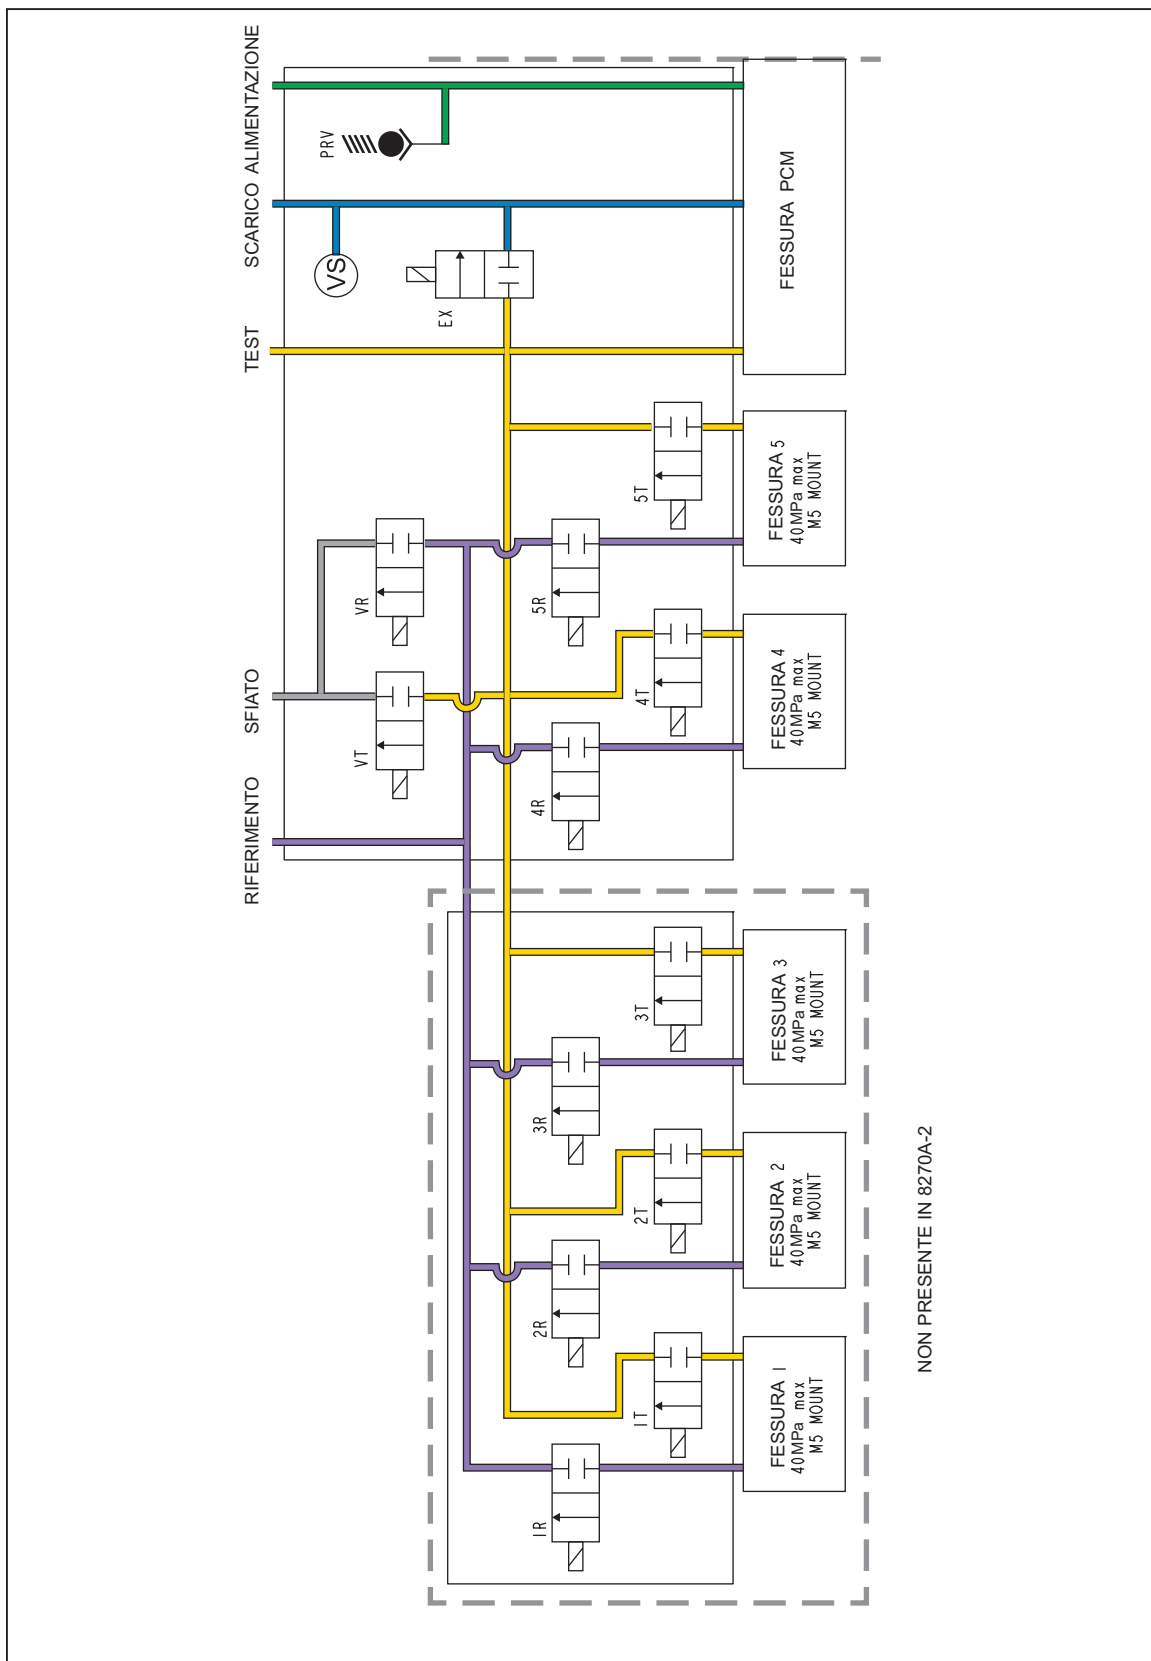 SCARICO ALIMENTAZIONE
TEST
SFIATO
RIFERIMENTO
PRV
VS
EX
VR
VT
5T
5R
4T
4R
3T
3R
2T
2R
1T
1R
FESSURA PCM
FESSURA 5
40MPa max
M5 MOUNT
FESSURA 4
40MPa max
M5 MOUNT
FESSURA 3
40MPa max
M5 MOUNT
FESSURA 2
40MPa max
M5 MOUNT
FESSURA 1
40MPa max
M5 MOUNT
NON PRESENTE IN 8270A-2